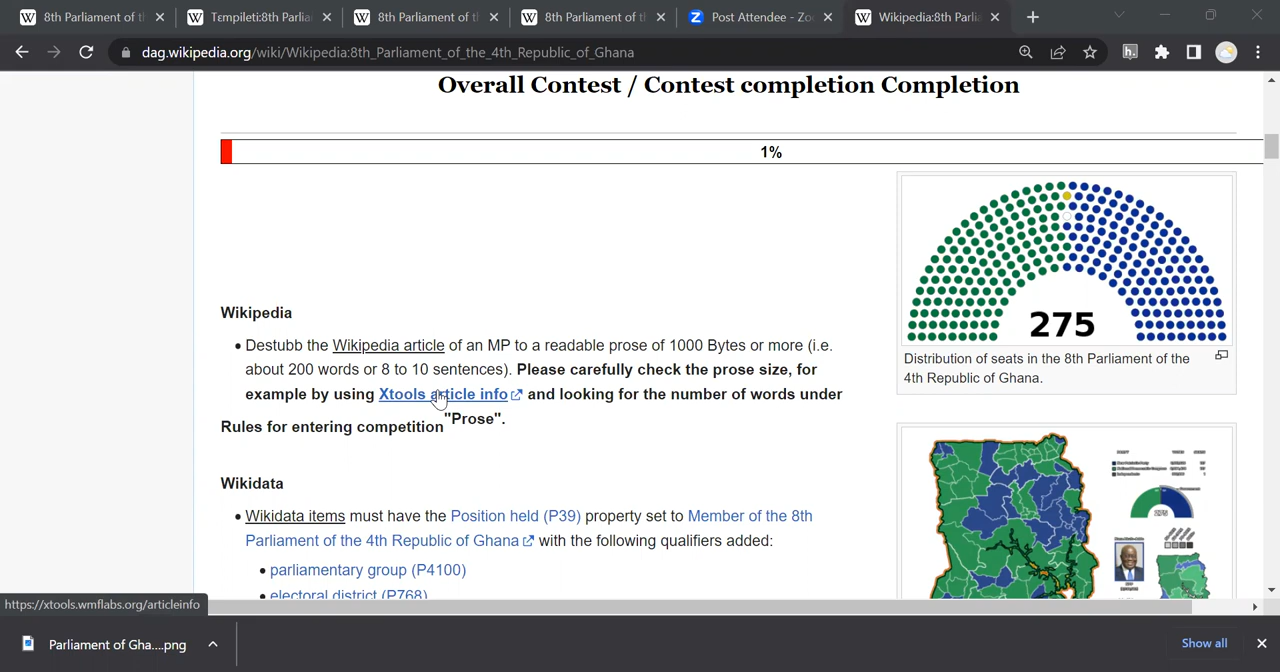 8th Parliament of t
Tɛmpileti:8th Parlia
8th Parliament of t
8th Parliament of t
Post Attendee - Zo
Wikipedia:8th Parli
dag.wikipedia.org/wiki/Wikipedia:8th_Parliament_of_the_4th_Republic_of_Ghana
Overall Contest / Contest completion Completion
1%
275
Distribution of seats in the 8th Parliament of the
4th Republic of Ghana.
Wikipedia
Destubb the Wikipedia article of an MP to a readable prose of 1000 Bytes or more (i.e.
about 200 words or 8 to 10 sentences). Please carefully check the prose size, for
example by using Xtools article info and looking for the number of words under
"Prose".
Rules for entering competition
Wikidata
Wikidata items must have the Position held (P39) property set to Member of the 8th
Parliament of the 4th Republic of Ghana with the following qualifiers added:
parliamentary group (P4100)
electoral district (P768)
https://xtools.wmflabs.org/articleinfo
Parliament of Gha....png
Show all